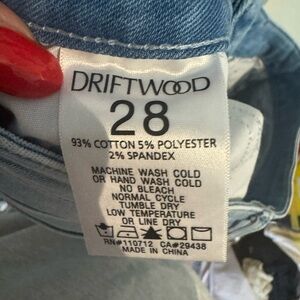 DRIFTWOOD
28
93% COTTON 5% POLYESTER
2% SPANDEX
MACHINE WASH COLD
OR HAND WASH COLD
NO BLEACH
NORMAL CYCLE
TUMBLE DRY
LOW TEMPERATURE
OR LINE DRY
RN#110712 CA#29438
MADE IN CHINA